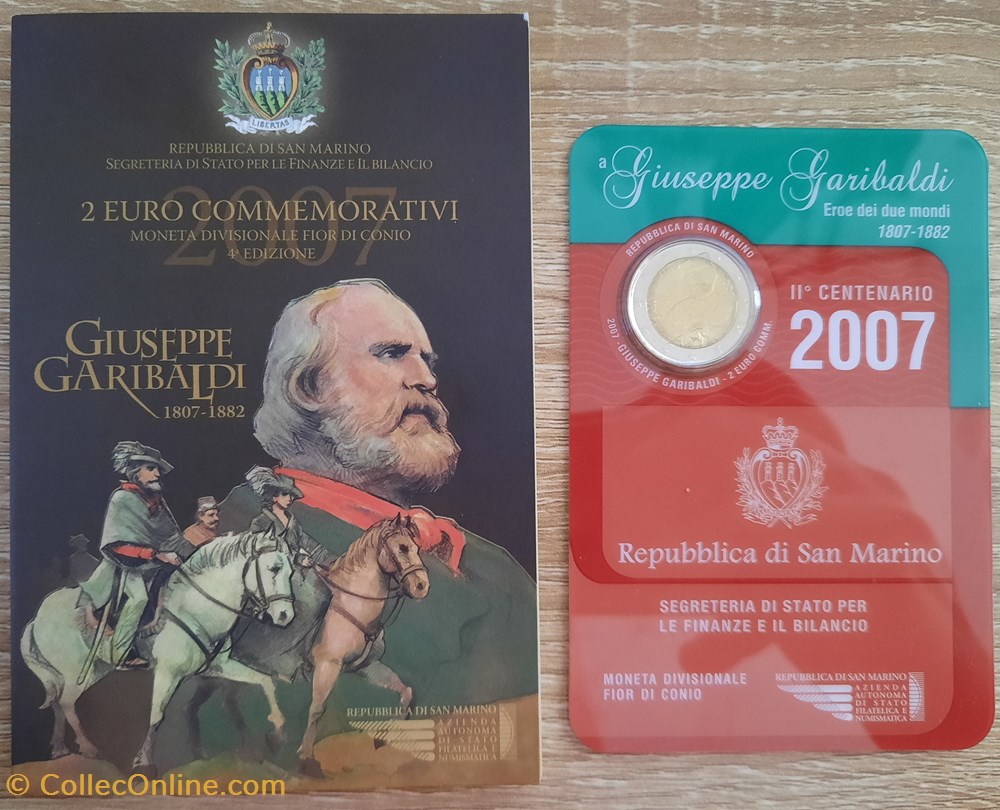 LIBERTAS
REPUBBLICA DI SAN MARINO
SEGRETERIA DI STATO PER LE FINANZE E IL BILANCIO
2007
2 EURO COMMEMORATIVI
MONETA DIVISIONALE FIOR DI CONIO
4ª EDIZIONE
GIUSEPPE
GARIBALDI
1807-1882
REPUBBLICA DI SAN MARINO
AZIENDA
AUTONOMA
DI STATO
FILATELICA E
NUMISMATICA
a Giuseppe Garibaldi
Eroe dei due mondi
1807-1882
REPUBBLICA DI SAN MARINO
2007 - GIUSEPPE GARIBALDI - 2 EURO COMM.
II° CENTENARIO
2007
Repubblica di San Marino
SEGRETERIA DI STATO PER
LE FINANZE E IL BILANCIO
MONETA DIVISIONALE
FIOR DI CONIO
REPUBBLICA DI SAN MARINO
AZIENDA
AUTONOMA
DI STATO
FILATELICA E
NUMISMATICA
© CollecOnline.com